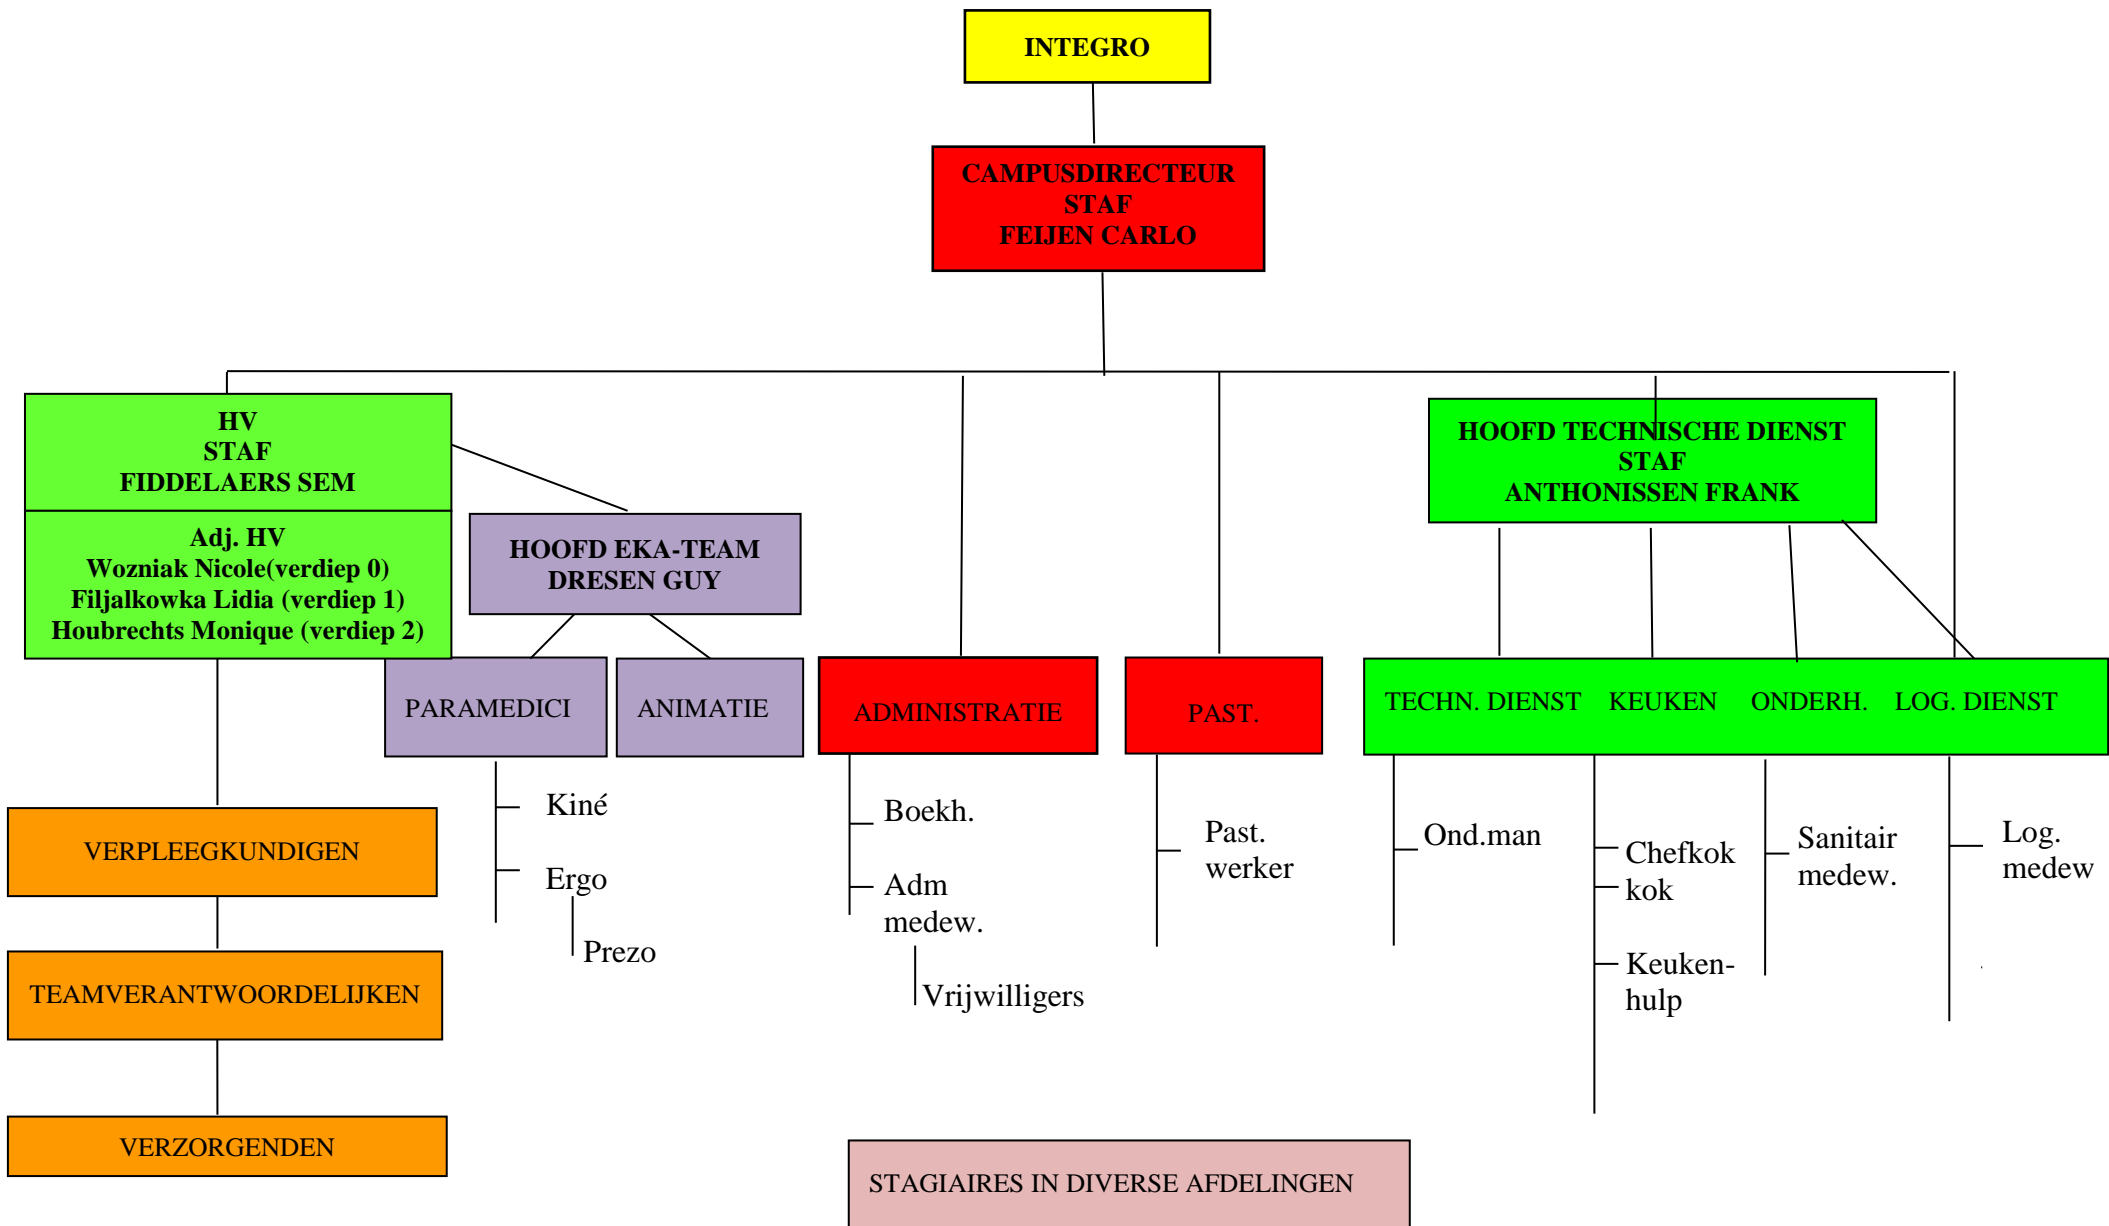 INTEGRO
CAMPUSDIRECTEUR
STAF
FEIJEN CARLO
HV
STAF
FIDDELAERS SEM
Adj. HV
Wozniak Nicole(verdiep 0)
Filjalkowka Lidia (verdiep 1)
Houbrechts Monique (verdiep 2)
HOOFD EKA-TEAM
DRESEN GUY
HOOFD TECHNISCHE DIENST
STAF
ANTHONISSEN FRANK
PARAMEDICI
ANIMATIE
ADMINISTRATIE
PAST.
TECHN. DIENST KEUKEN ONDERH. LOG. DIENST
VERPLEEGKUNDIGEN
TEAMVERANTWOORDELIJKEN
VERZORGENDEN
Kiné
Ergo
Prezo
Boekh.
Adm
medew.
Vrijwilligers
Past.
werker
Ond.man
Chefkok
kok
Keuken-
hulp
Sanitair
medew.
Log.
medew
.
STAGIAIRES IN DIVERSE AFDELINGEN